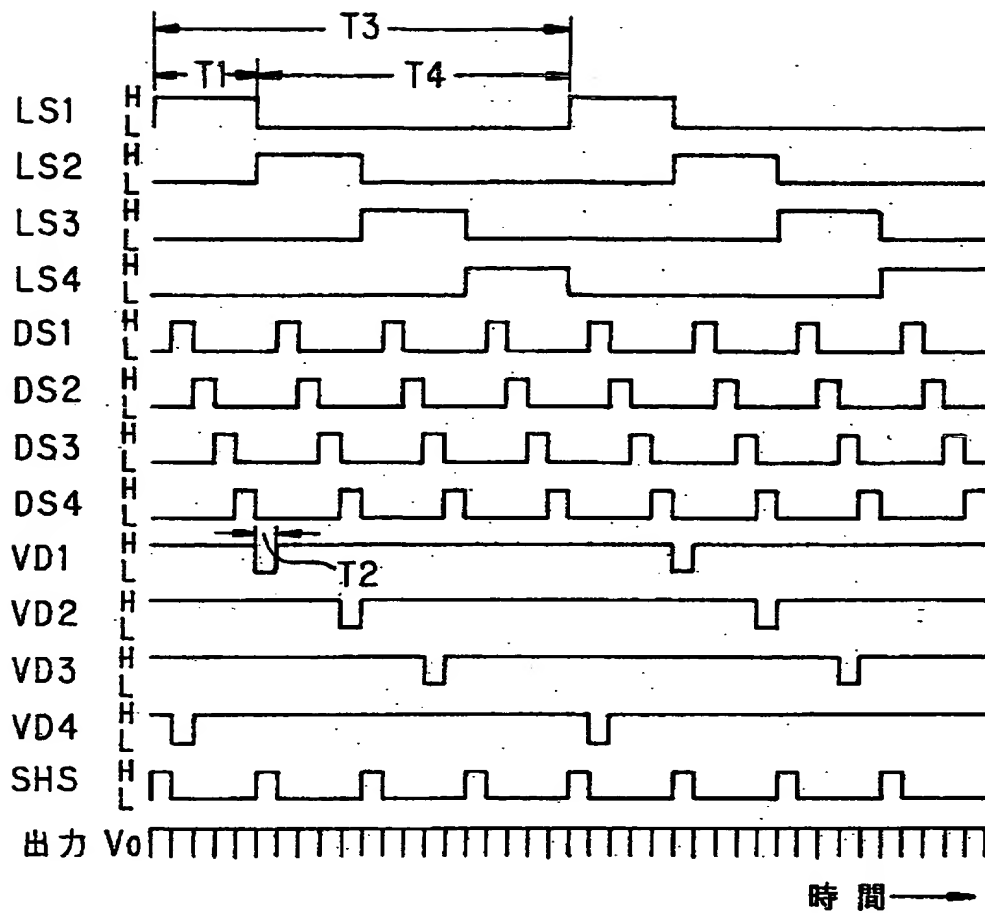 T3
T1 T4
LS1 H L
LS2 H L
LS3 H L
LS4 H L
DS1 H L
DS2 H L
DS3 H L
DS4 H L
VD1 H L
T2
VD2 H L
VD3 H L
VD4 H L
SHS H L
出力 Vo
時間